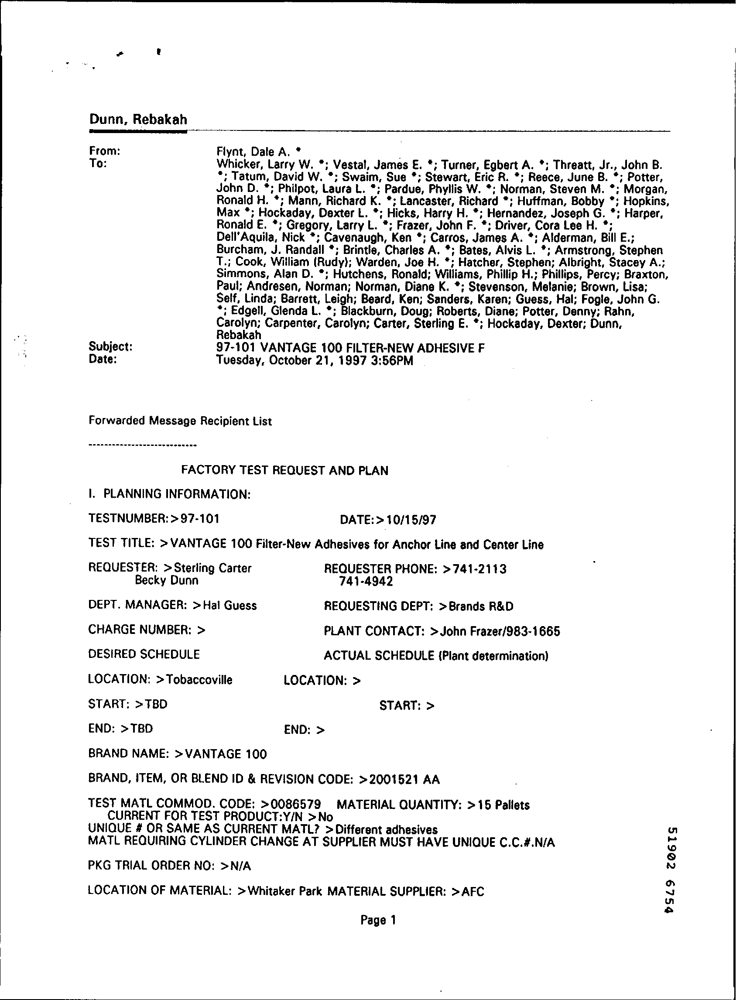 Dunn, Rebakah
From: Flynt, Dale A. *
To: Whicker, Larry W. *; Vestal, James E. *; Turner, Egbert A. *; Threatt, Jr., John B.
*; Tatum, David W. *; Swaim, Sue *; Stewart, Eric R. *; Reece, June B. *; Potter,
John D. *; Philpot, Laura L. *; Pardue, Phyllis W. *; Norman, Steven M. *; Morgan,
Ronald H. *; Mann, Richard K. *; Lancaster, Richard *; Huffman, Bobby *; Hopkins,
Max *; Hockaday, Dexter L. *; Hicks, Harry H. *; Hernandez, Joseph G. *; Harper,
Ronald E. *; Gregory, Larry L. *; Frazer, John F. *; Driver, Cora Lee H. *;
Dell'Aquila, Nick *; Cavenaugh, Ken *; Carros, James A. *; Alderman, Bill E.;
Burcham, J. Randall *; Brintle, Charles A. *; Bates, Alvis L. *; Armstrong, Stephen
T.; Cook, William (Rudy); Warden, Joe H. *; Hatcher, Stephen; Albright, Stacey A.;
Simmons, Alan D. *; Hutchens, Ronald; Williams, Phillip H.; Phillips, Percy; Braxton,
Paul; Andresen, Norman; Norman, Diane K. *; Stevenson, Melanie; Brown, Lisa;
Self, Linda; Barrett, Leigh; Beard, Ken; Sanders, Karen; Guess, Hal; Fogle, John G.
*; Edgell, Glenda L. *; Blackburn, Doug; Roberts, Diane; Potter, Denny; Rahn,
Carolyn; Carpenter, Carolyn; Carter, Sterling E. *; Hockaday, Dexter; Dunn,
Rebakah
Subject: 97-101 VANTAGE 100 FILTER-NEW ADHESIVE F
Date: Tuesday, October 21, 1997 3:56PM
Forwarded Message Recipient List
---------------------------
FACTORY TEST REQUEST AND PLAN
I. PLANNING INFORMATION:
TESTNUMBER:>97-101 DATE:>10/15/97
TEST TITLE: >VANTAGE 100 Filter-New Adhesives for Anchor Line and Center Line
REQUESTER: >Sterling Carter REQUESTER PHONE: >741-2113
Becky Dunn 741-4942
DEPT. MANAGER: >Hal Guess REQUESTING DEPT: >Brands R&D
CHARGE NUMBER: > PLANT CONTACT: >John Frazer/983-1665
DESIRED SCHEDULE ACTUAL SCHEDULE (Plant determination)
LOCATION: >Tobaccoville LOCATION: >
START: >TBD START: >
END: >TBD END: >
BRAND NAME: >VANTAGE 100
BRAND, ITEM, OR BLEND ID & REVISION CODE: >2001521 AA
TEST MATL COMMOD. CODE: >0086579 MATERIAL QUANTITY: >15 Pallets
CURRENT FOR TEST PRODUCT:Y/N >No
UNIQUE # OR SAME AS CURRENT MATL? >Different adhesives
MATL REQUIRING CYLINDER CHANGE AT SUPPLIER MUST HAVE UNIQUE C.C.#.N/A
PKG TRIAL ORDER NO: >N/A
LOCATION OF MATERIAL: >Whitaker Park MATERIAL SUPPLIER: >AFC
Page 1
51902 6754